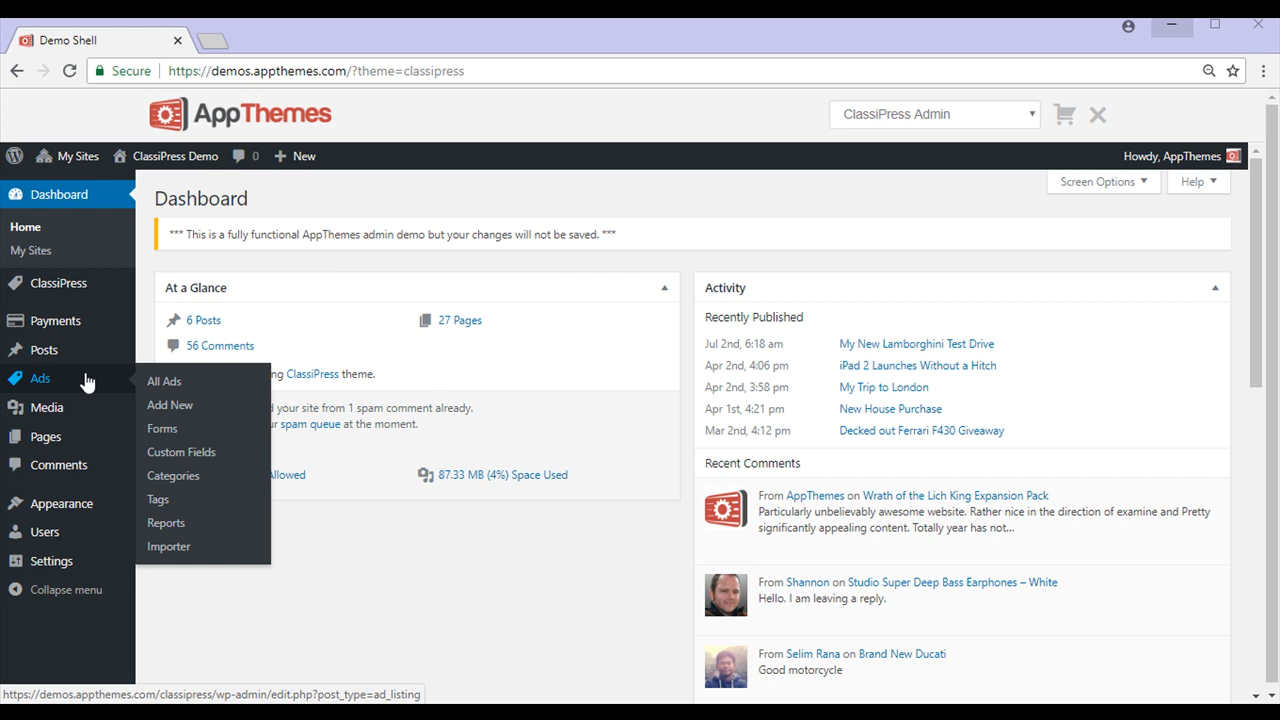 Demo Shell
Secure https://demos.appthemes.com/?theme=classipress
AppThemes
ClassiPress Admin
My Sites ClassiPress Demo 0 New Howdy, AppThemes
Dashboard
Home
My Sites
ClassiPress
Payments
Posts
Ads
Media
Pages
Comments
Appearance
Users
Settings
Collapse menu
All Ads
Add New
Forms
Custom Fields
Categories
Tags
Reports
Importer
Dashboard
Screen Options Help
*** This is a fully functional AppThemes admin demo but your changes will not be saved. ***
At a Glance
6 Posts 27 Pages
56 Comments
ng ClassiPress theme.
d your site from 1 spam comment already.
ur spam queue at the moment.
Allowed 87.33 MB (4%) Space Used
Activity
Recently Published
Jul 2nd, 6:18 am My New Lamborghini Test Drive
Apr 2nd, 4:06 pm iPad 2 Launches Without a Hitch
Apr 2nd, 3:58 pm My Trip to London
Apr 1st, 4:21 pm New House Purchase
Mar 2nd, 4:12 pm Decked out Ferrari F430 Giveaway
Recent Comments
From AppThemes on Wrath of the Lich King Expansion Pack
Particularly unbelievably awesome website. Rather nice in the direction of examine and Pretty
significantly appealing content. Totally year has not...
From Shannon on Studio Super Deep Bass Earphones – White
Hello. I am leaving a reply.
From Selim Rana on Brand New Ducati
Good motorcycle
https://demos.appthemes.com/classipress/wp-admin/edit.php?post_type=ad_listing